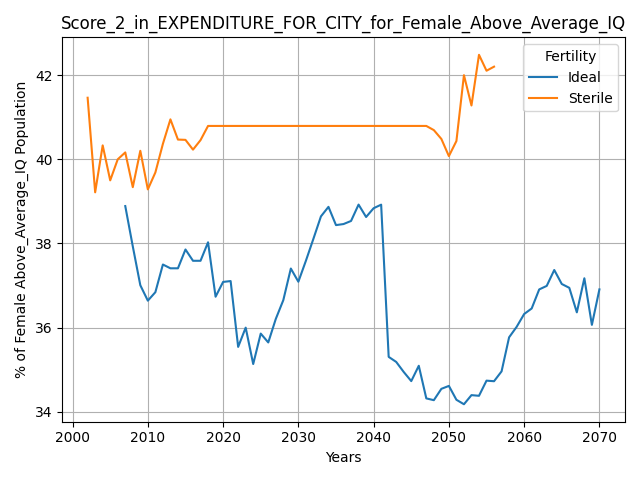 Score_2_in_EXPENDITURE_FOR_CITY_for_Female_Above_Average_IQ
Fertility
Ideal
Sterile
% of Female Above_Average_IQ Population
42
40
38
36
34
2000 2010 2020 2030 2040 2050 2060 2070
Years